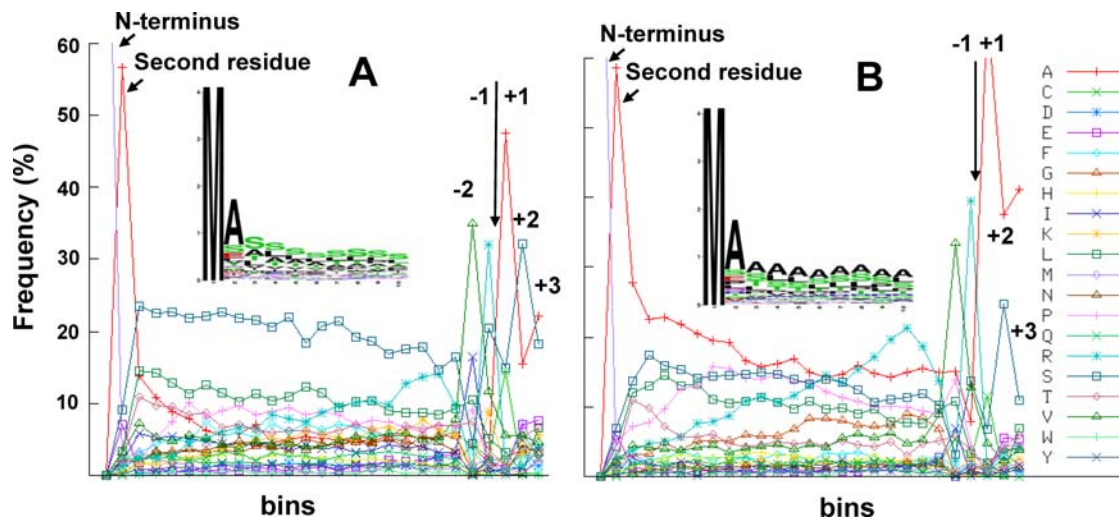 N-terminus
Second residue
A
-1 +1
-2
+2
+3
60
50
40
30
20
10
Frequency (%)
bins
N-terminus
Second residue
B
-1 +1
+2
+3
bins
A
C
D
E
F
G
H
I
K
L
M
N
P
Q
R
S
T
V
W
Y